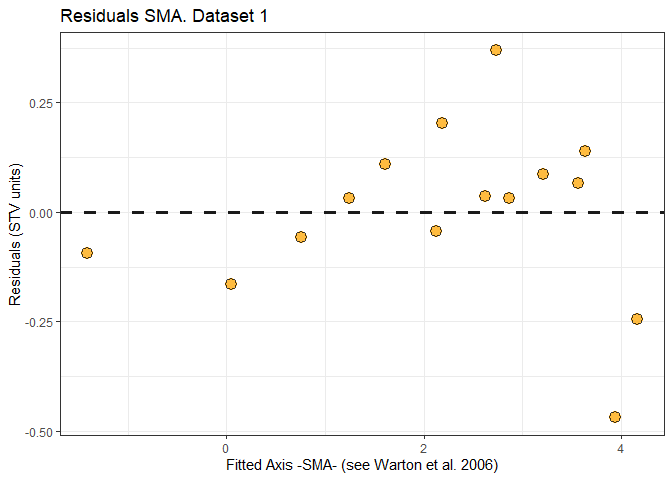 Residuals SMA. Dataset 1
Residuals (STV units)
0.25
0.00
-0.25
-0.50
0
2
4
Fitted Axis -SMA- (see Warton et al. 2006)